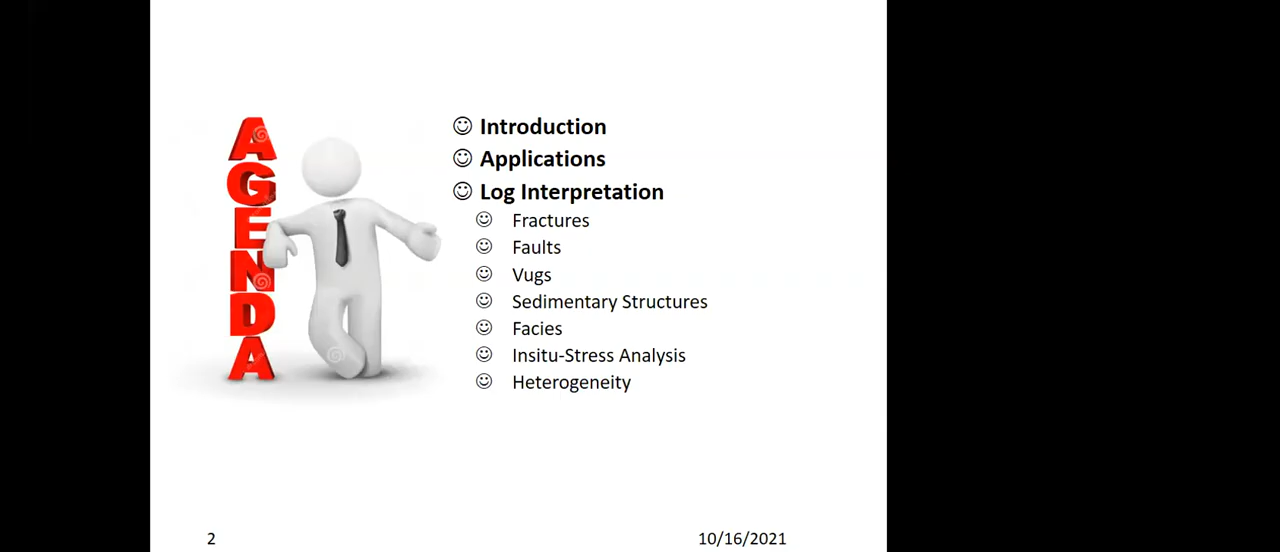 AGENDA
Introduction
Applications
Log Interpretation
Fractures
Faults
Vugs
Sedimentary Structures
Facies
Insitu-Stress Analysis
Heterogeneity
2
10/16/2021